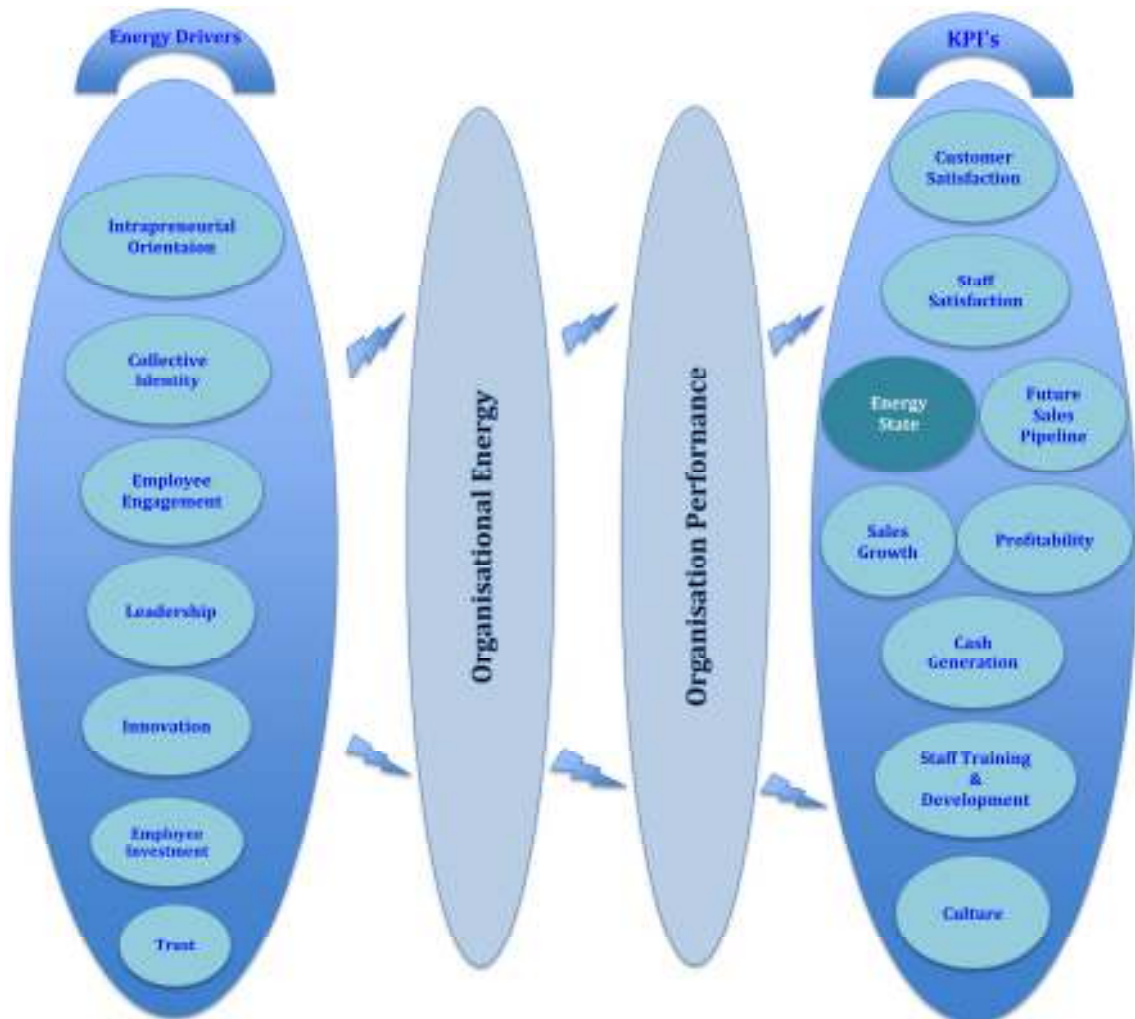 Energy Drivers
Intrapreneurial
Orientaion
Collective
Identity
Employee
Engagement
Leadership
Innovation
Employee
Investment
Trust
Organisational Energy
Organisation Perfornance
KPI's
Customer
Satisfaction
Staff
Satisfaction
Energy
State
Future
Sales
Pipeline
Sales
Growth
Profitability
Cash
Generation
Staff Training
&
Development
Culture